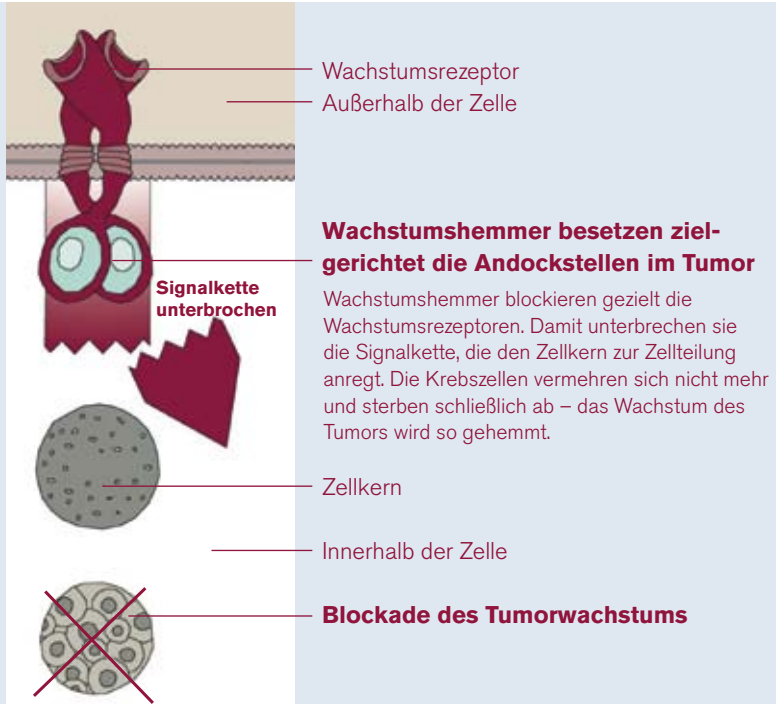 Wachstumsrezeptor
Außerhalb der Zelle
Wachstumshemmer besetzen ziel-
gerichtet die Andockstellen im Tumor
Signalkette
unterbrochen
Wachstumshemmer blockieren gezielt die
Wachstumsrezeptoren. Damit unterbrechen sie
die Signalkette, die den Zellkern zur Zellteilung
anregt. Die Krebszellen vermehren sich nicht mehr
und sterben schließlich ab – das Wachstum des
Tumors wird so gehemmt.
Zellkern
Innerhalb der Zelle
Blockade des Tumorwachstums